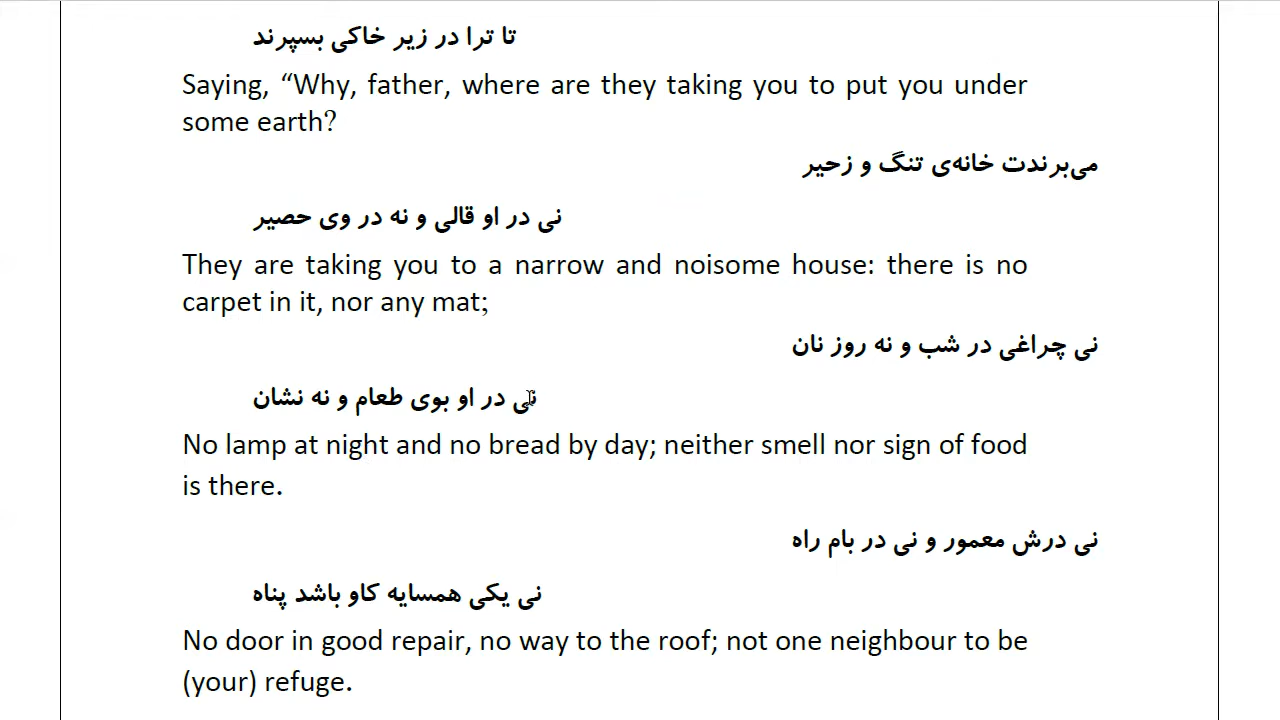 تا ترا در زیر خاکی بسپرند
Saying, “Why, father, where are they taking you to put you under
some earth?
می‌برندت خانه‌ی تنگ و زحیر
نی در او قالی و نه در وی حصیر
They are taking you to a narrow and noisome house: there is no
carpet in it, nor any mat;
نی چراغی در شب و نه روز نان
نی در او بوی طعام و نه نشان
No lamp at night and no bread by day; neither smell nor sign of food
is there.
نی درش معمور و نی در بام راه
نی یکی همسایه کاو باشد پناه
No door in good repair, no way to the roof; not one neighbour to be
(your) refuge.